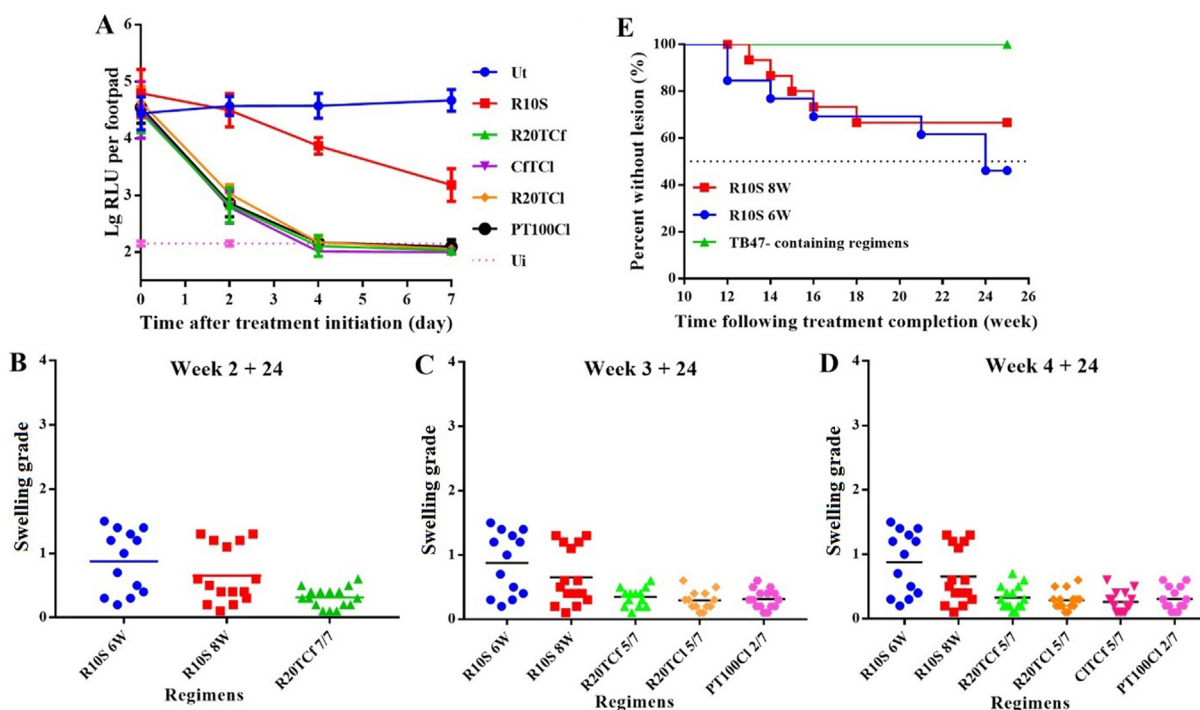 A
Lg RLU per footpad
5
4
3
2
0 1 2 3 4 5 6 7
Time after treatment initiation (day)
Ut
R10S
R20TCf
CfTCl
R20TCl
PT100Cl
Ui
E
Percent without lesion (%)
100
80
60
40
20
0
10 12 14 16 18 20 22 24 26
Time following treatment completion (week)
R10S 8W
R10S 6W
TB47- containing regimens
B
Week 2 + 24
Swelling grade
4
3
2
1
0
R10S 6W
R10S 8W
R20TCf 7/7
Regimens
C
Week 3 + 24
Swelling grade
4
3
2
1
0
R10S 6W
R10S 8W
R20TCf 5/7
R20TCl 5/7
PT100Cl 2/7
Regimens
D
Week 4 + 24
Swelling grade
4
3
2
1
0
R10S 6W
R10S 8W
R20TCf 5/7
R20TCl 5/7
ClTCf 5/7
PT100Cl 2/7
Regimens